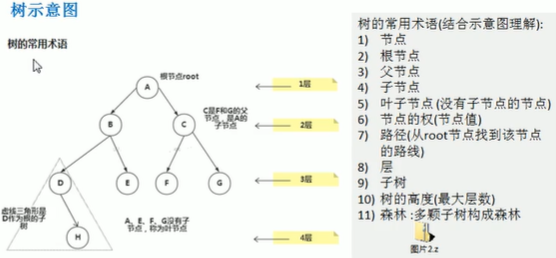 树示意图
树的常用术语
根节点root
A
1层
C是F和G的父
节点，是A的
子节点
B
C
2层
D
E
F
G
3层
虚线三角形是
D作为根的子
树
A、E、F、G没有子
节点，称为叶节点
H
4层
树的常用术语(结合示意图理解):
1) 节点
2) 根节点
3) 父节点
4) 子节点
5) 叶子节点 (没有子节点的节点)
6) 节点的权(节点值)
7) 路径(从root节点找到该节点
的路线)
8) 层
9) 子树
10) 树的高度(最大层数)
11) 森林 :多颗子树构成森林
图片2.z